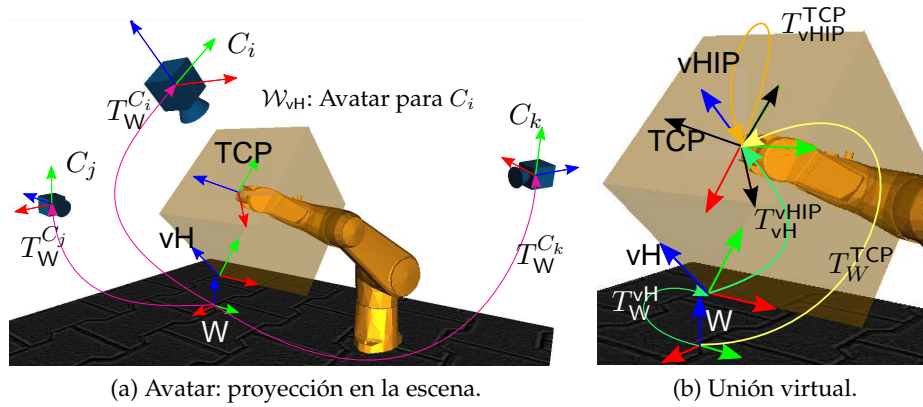 C_i
T_W^{C_i}
𝒲_vH: Avatar para C_i
C_k
C_j
TCP
T_W^{C_j}
vH
T_W^{C_k}
W
(a) Avatar: proyección en la escena.
T_vHIP^TCP
vHIP
TCP
T_vH^vHIP
vH
T_W^TCP
T_W^vH
W
(b) Unión virtual.